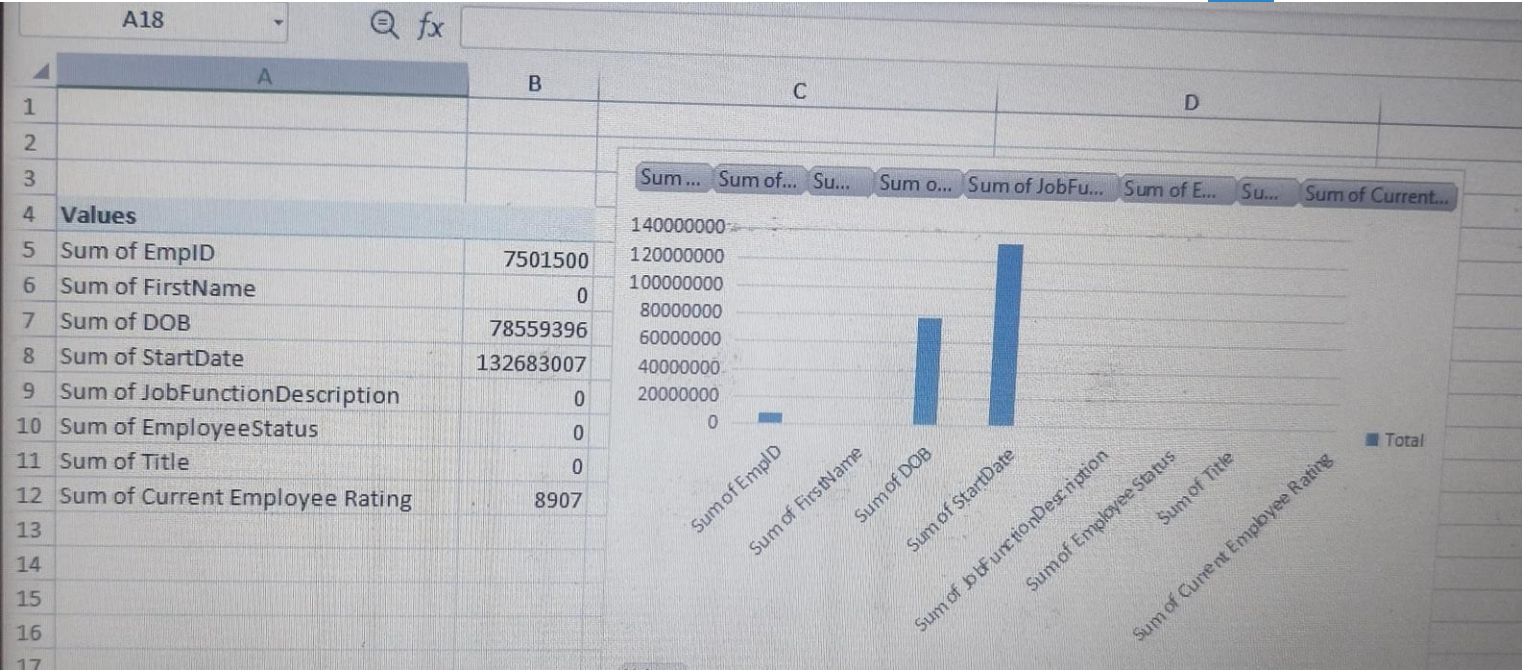 A18
fx
A B C D
1
2
3
4 Values
5 Sum of EmpID 7501500
6 Sum of FirstName 0
7 Sum of DOB 78559396
8 Sum of StartDate 132683007
9 Sum of JobFunctionDescription 0
10 Sum of EmployeeStatus 0
11 Sum of Title 0
12 Sum of Current Employee Rating 8907
13
14
15
16
17
Sum ... Sum of... Su... Sum o... Sum of JobFu... Sum of E... Su... Sum of Current...
140000000
120000000
100000000
80000000
60000000
40000000
20000000
0
Sum of EmpID
Sum of FirstName
Sum of DOB
Sum of StartDate
Sum of JobFunctionDescription
Sum of Employee Status
Sum of Title
Sum of Current Employee Rating
Total